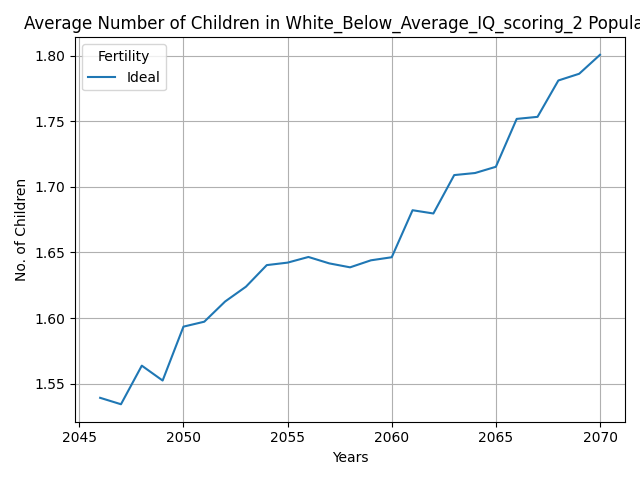 Average Number of Children in White_Below_Average_IQ_scoring_2 Popula
Fertility
Ideal
1.80
1.75
1.70
1.65
1.60
1.55
No. of Children
2045 2050 2055 2060 2065 2070
Years